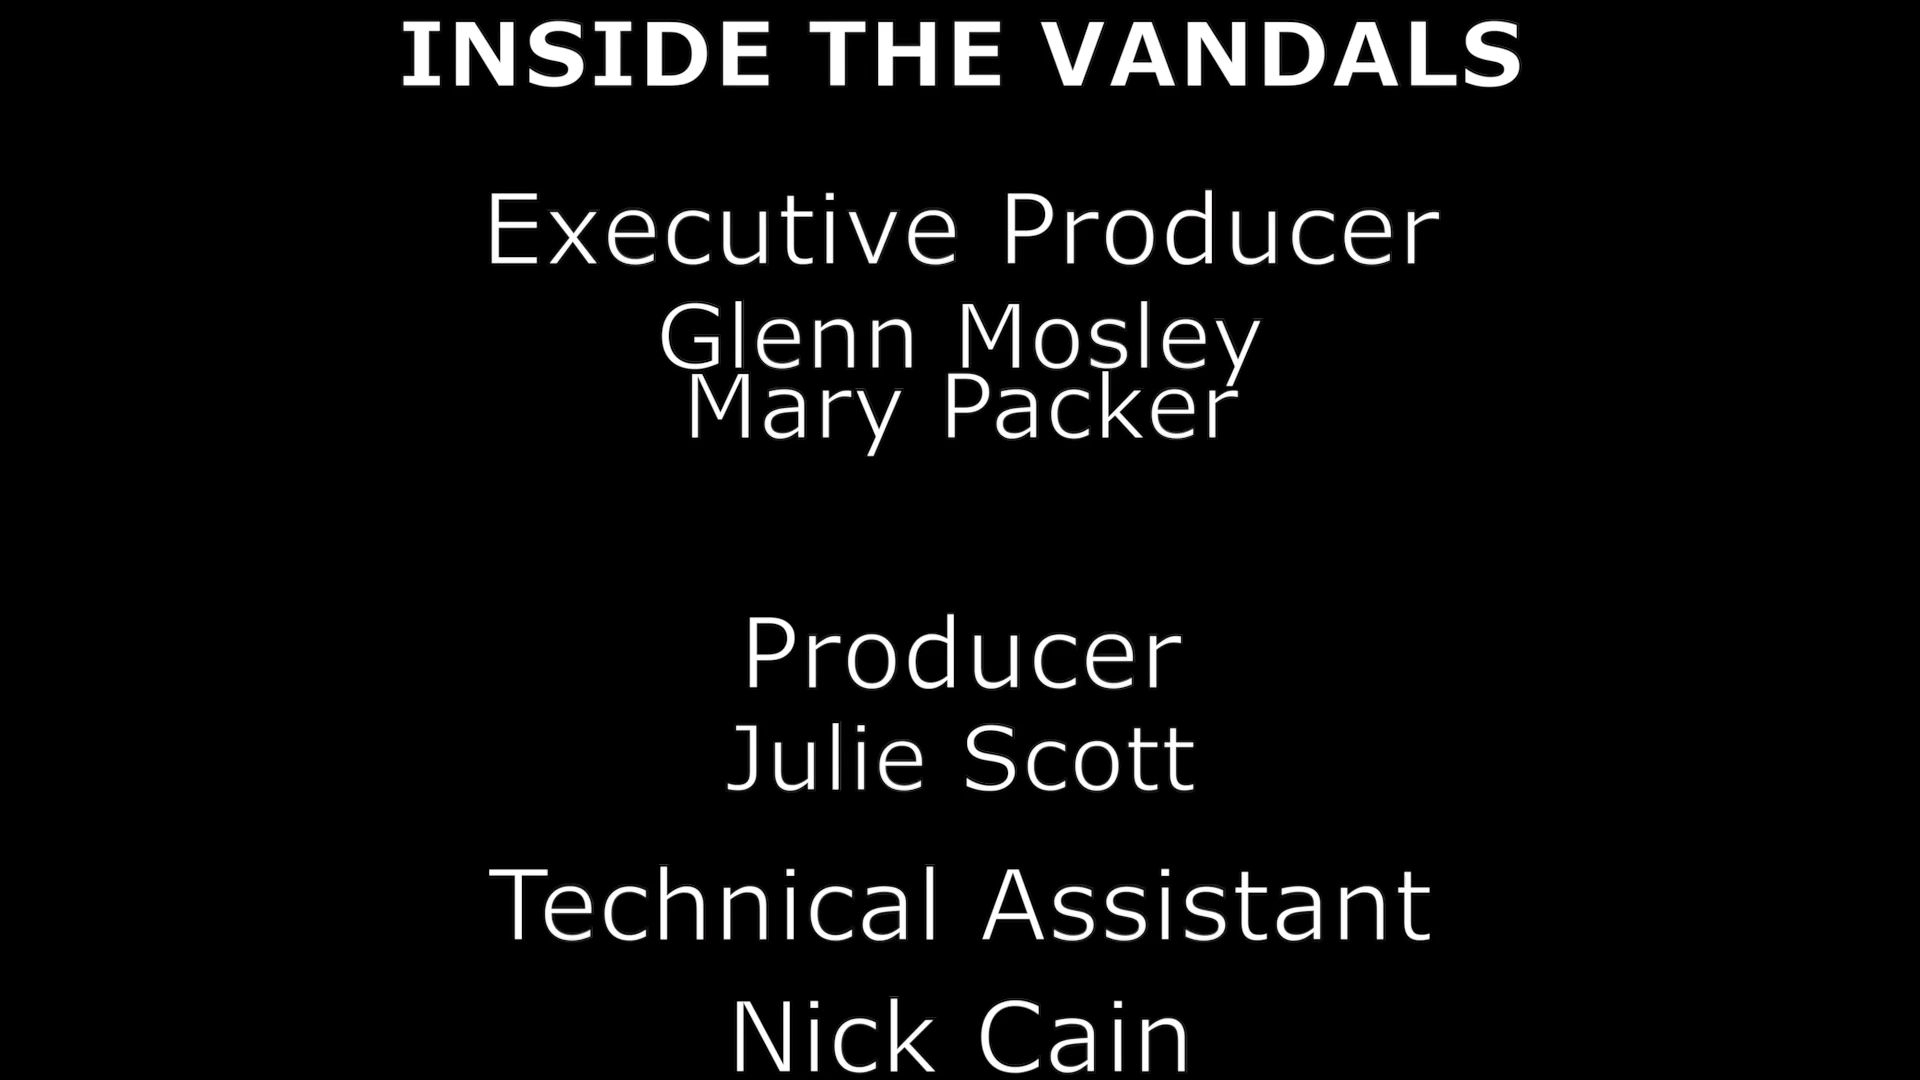 INSIDE THE VANDALS
Executive Producer
Glenn Mosley
Mary Packer
Producer
Julie Scott
Technical Assistant
Nick Cain